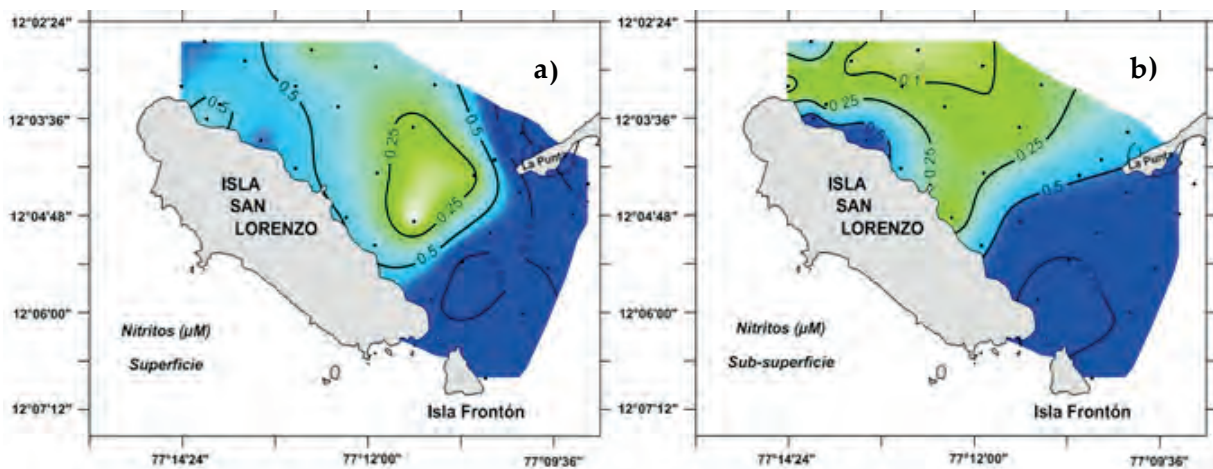 12°02'24"
12°03'36"
12°04'48"
12°06'00"
12°07'12"
a)
0.5
0.5
0.5
0.25
0.25
0.5
La Punta
ISLA
SAN
LORENZO
Nitritos (µM)
Superficie
Isla Frontón
77°14'24"
77°12'00"
77°09'36"
12°02'24"
12°03'36"
12°04'48"
12°06'00"
12°07'12"
b)
0.1
0.25
0.5
0.25
0.25
0.5
La Punta
ISLA
SAN
LORENZO
Nitritos (µM)
Sub-superficie
Isla Frontón
77°14'24"
77°12'00"
77°09'36"